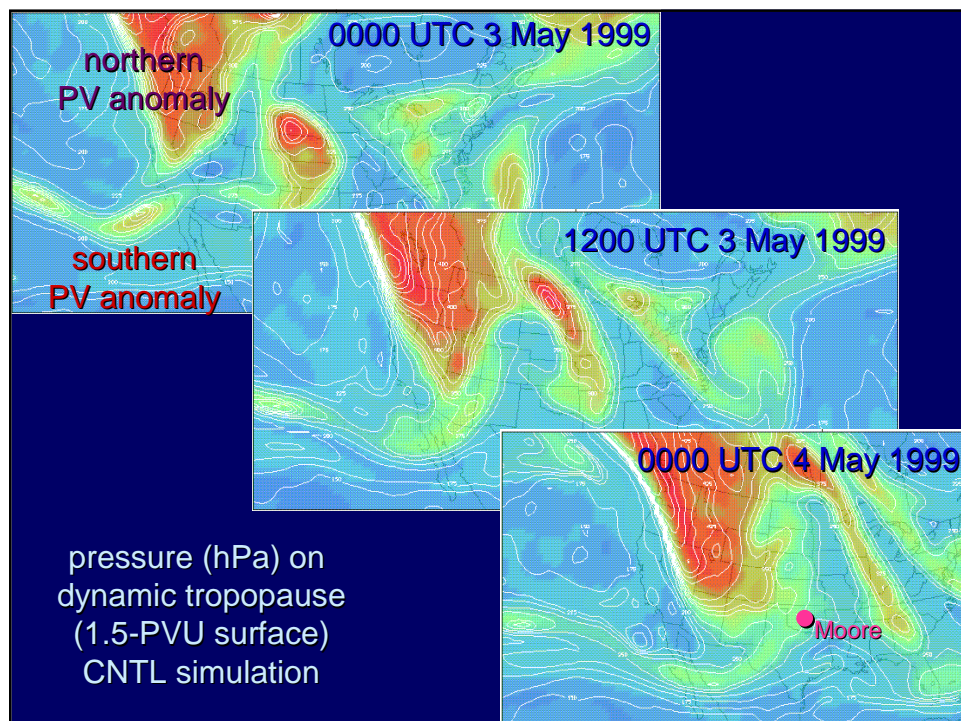 0000 UTC 3 May 1999
northern
PV anomaly
southern
PV anomaly
1200 UTC 3 May 1999
0000 UTC 4 May 1999
Moore
pressure (hPa) on
dynamic tropopause
(1.5-PVU surface)
CNTL simulation